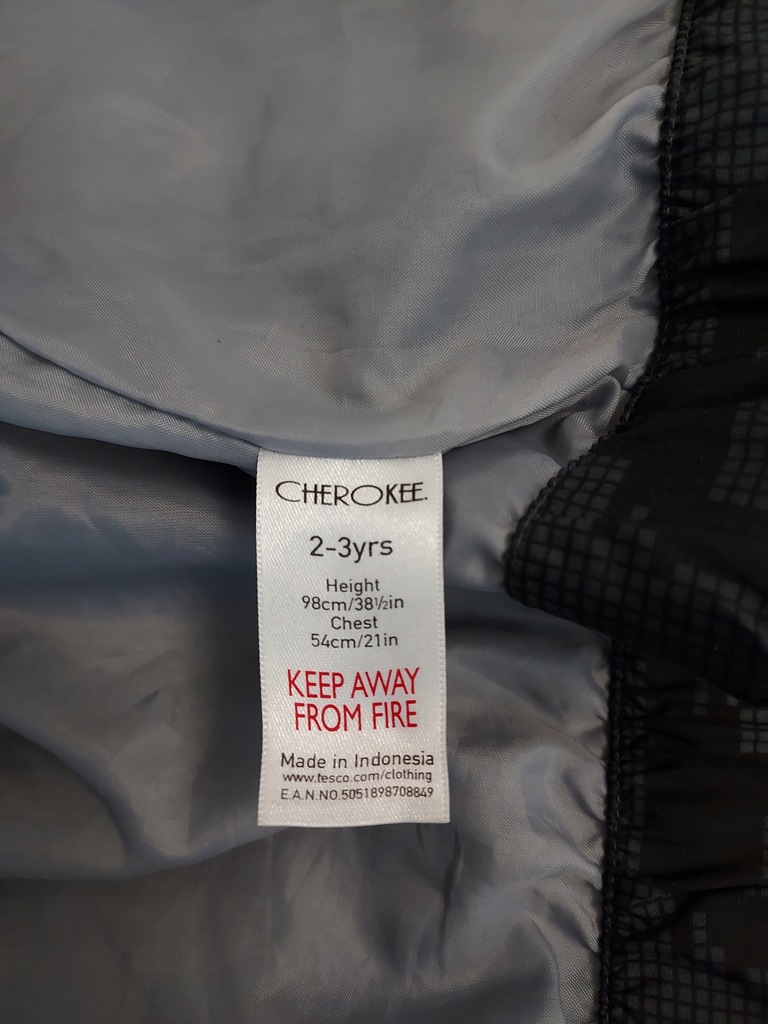 CHEROKEE.
2-3yrs
Height
98cm/38½in
Chest
54cm/21in
KEEP AWAY
FROM FIRE
Made in Indonesia
www.tesco.com/clothing
E.A.N.NO.5051898708849